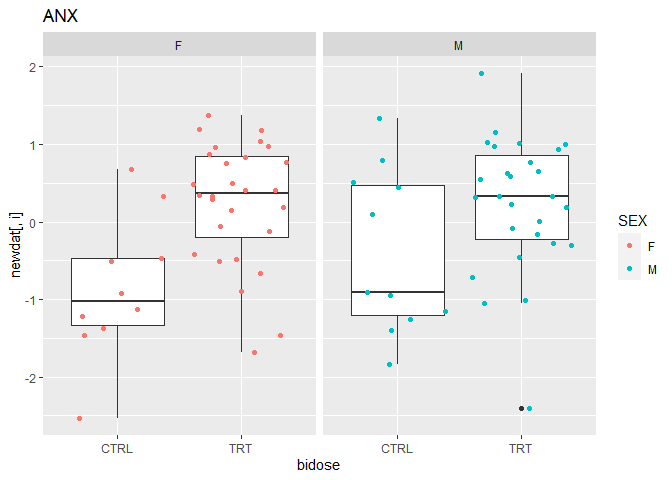 ANX
F
M
2
1
0
-1
-2
newdat[, i]
CTRL
TRT
CTRL
TRT
bidose
SEX
F
M